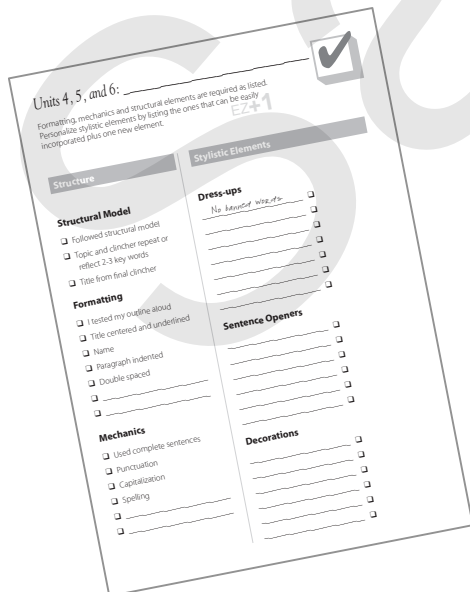 Units 4, 5, and 6:
Formatting, mechanics and structural elements are required as listed.
Personalize stylistic elements by listing the ones that can be easily
incorporated plus one new element.
EZ+1
Structure
Structural Model
Followed structural model
Topic and clincher repeat or
reflect 2-3 key words
Title from final clincher
Formatting
I tested my outline aloud
Title centered and underlined
Name
Paragraph indented
Double spaced
Mechanics
Used complete sentences
Punctuation
Capitalization
Spelling
Stylistic Elements
Dress-ups
No banned words
Sentence Openers
Decorations